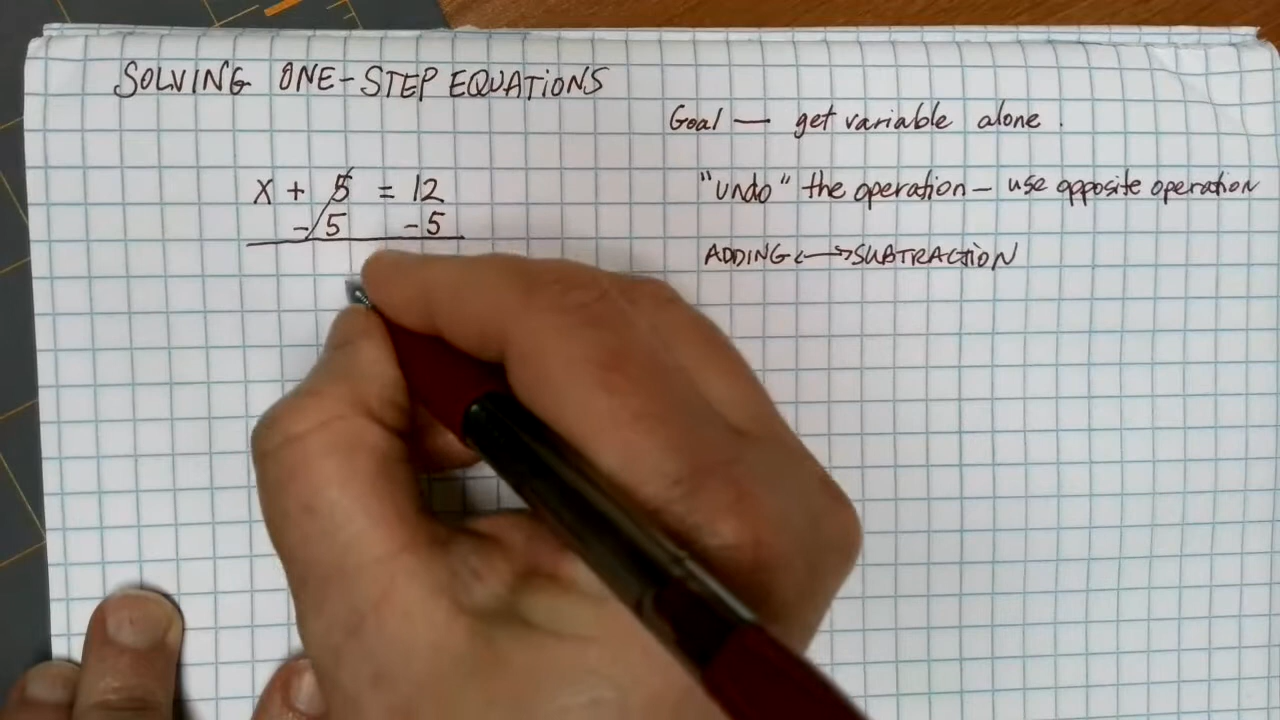 SOLVING ONE-STEP EQUATIONS
Goal — get variable alone.
x + 5 = 12
"undo" the operation — use opposite operation
- 5 - 5
ADDING <—> SUBTRACTION